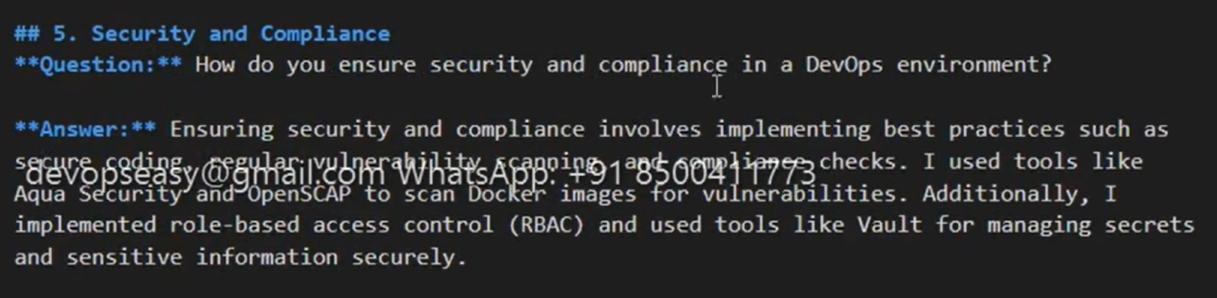 ## 5. Security and Compliance
**Question:** How do you ensure security and compliance in a DevOps environment?
**Answer:** Ensuring security and compliance involves implementing best practices such as
secure coding, regular vulnerability scanning, and compliance checks. I used tools like
devopseasy@gmail.com WhatsApp: +91 8500411773
Aqua Security and OpenSCAP to scan Docker images for vulnerabilities. Additionally, I
implemented role-based access control (RBAC) and used tools like Vault for managing secrets
and sensitive information securely.